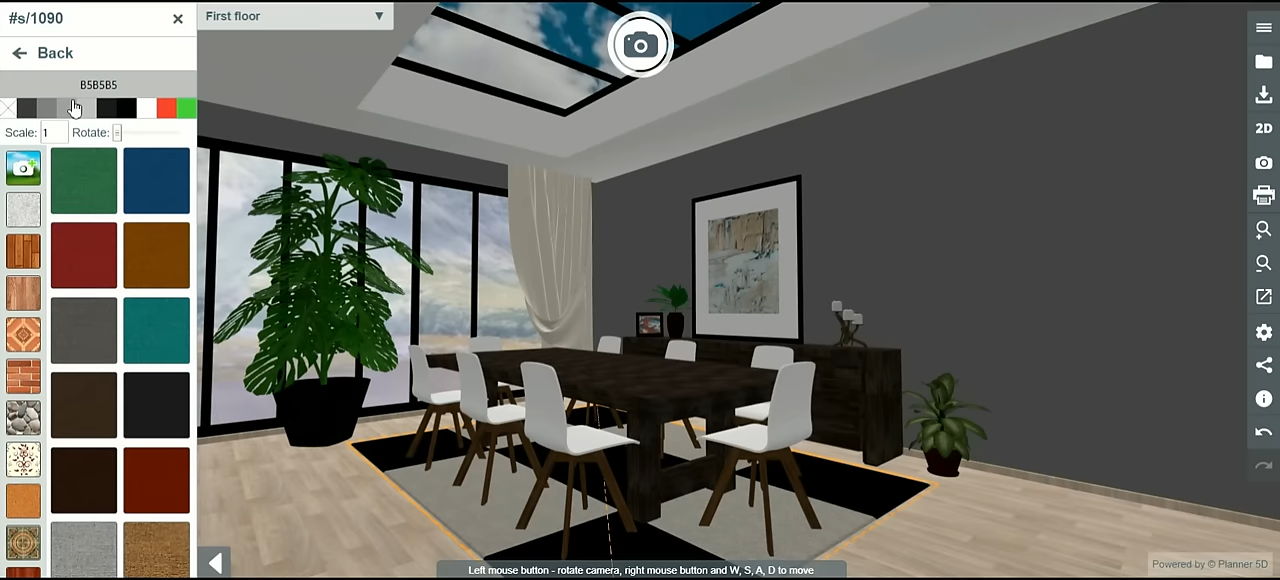 #s/1090
First floor
Back
B5B5B5
Scale: 1 Rotate:
2D
Left mouse button - rotate camera, right mouse button and W, S, A, D to move
Powered by © Planner 5D